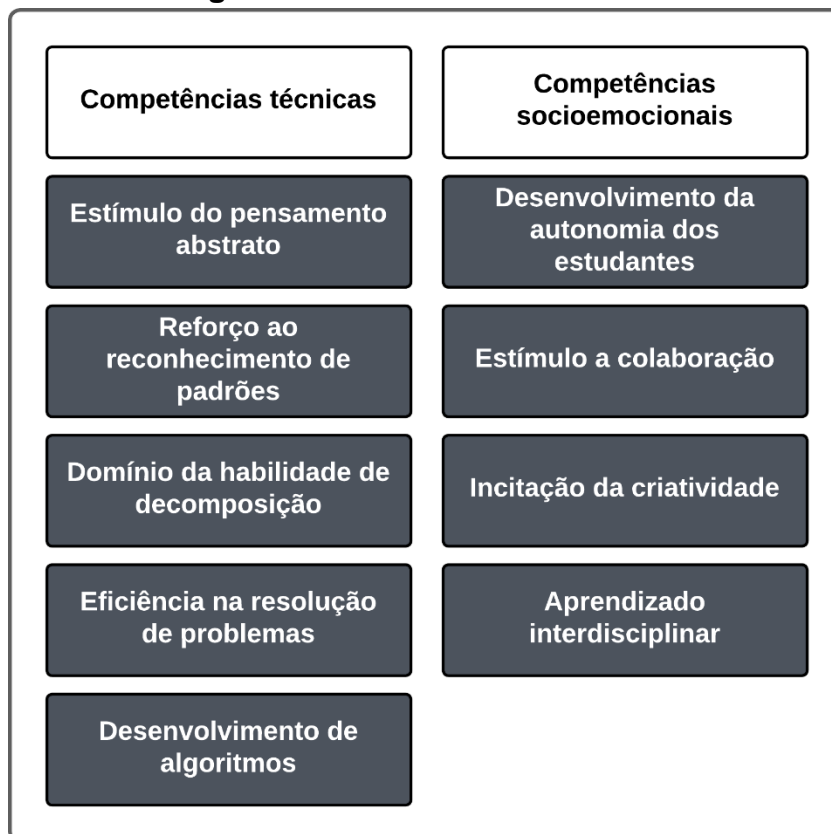 Competências técnicas
Estímulo do pensamento
abstrato
Reforço ao
reconhecimento de
padrões
Domínio da habilidade de
decomposição
Eficiência na resolução
de problemas
Desenvolvimento de
algoritmos
Competências
socioemocionais
Desenvolvimento da
autonomia dos
estudantes
Estímulo a colaboração
Incitação da criatividade
Aprendizado
interdisciplinar